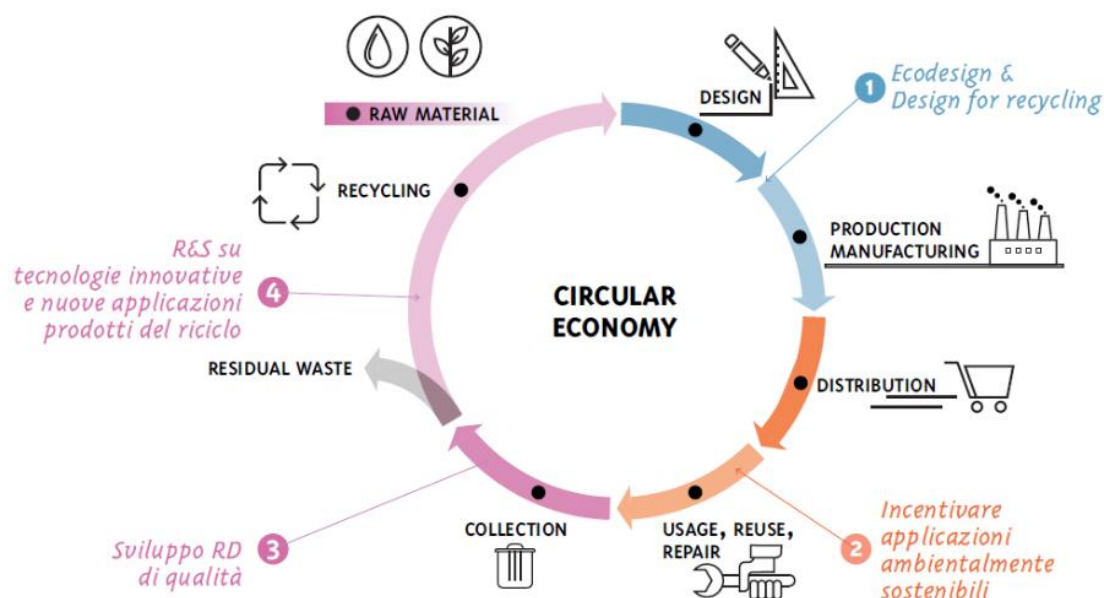 DESIGN
1
Ecodesign &
Design for recycling
RAW MATERIAL
RECYCLING
PRODUCTION
MANUFACTURING
R&S su
tecnologie innovative
e nuove applicazioni
prodotti del riciclo
4
CIRCULAR
ECONOMY
RESIDUAL WASTE
DISTRIBUTION
COLLECTION
USAGE, REUSE,
REPAIR
3
Sviluppo RD
di qualità
2
Incentivare
applicazioni
ambientalmente
sostenibili